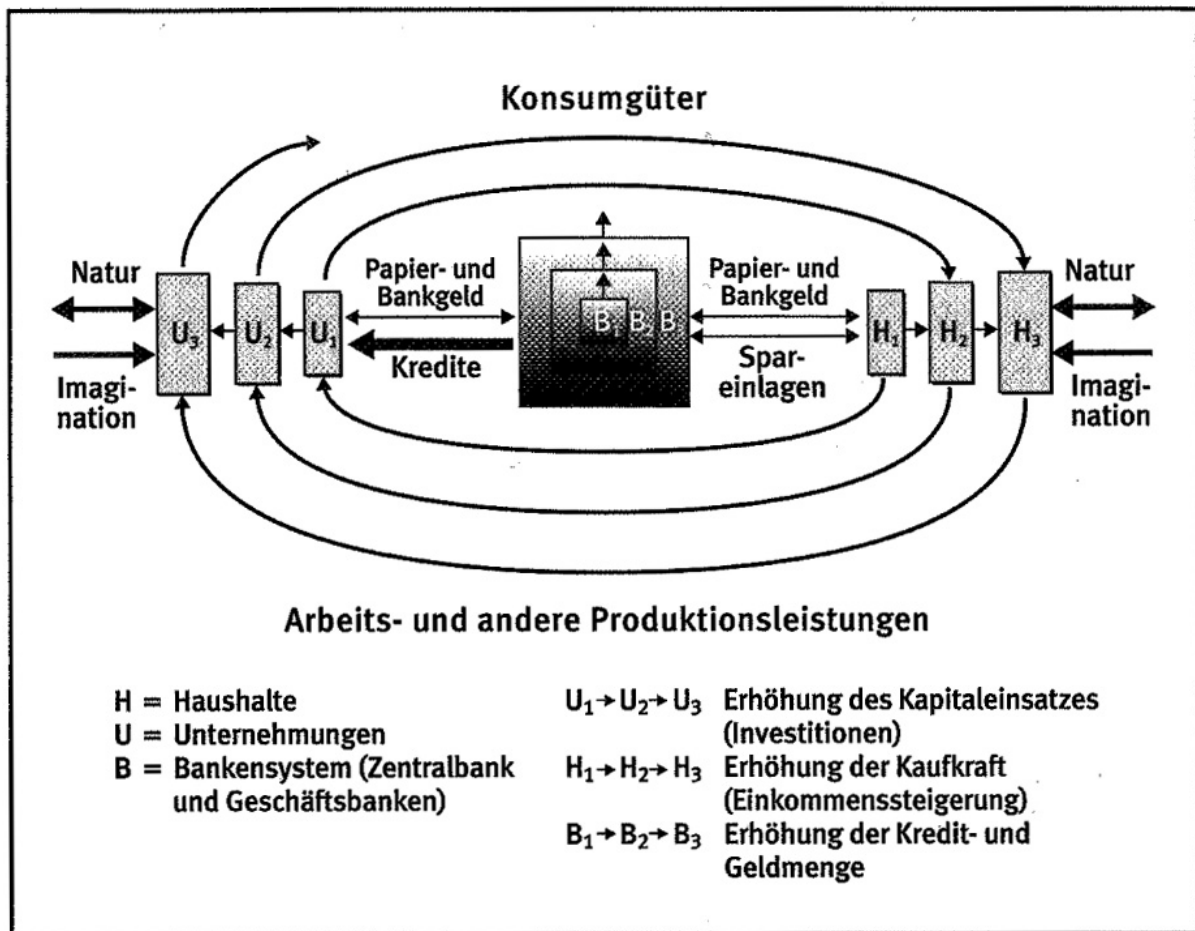 Konsumgüter
Natur
Imagi-
nation
U₃
U₂
U₁
Papier- und
Bankgeld
Kredite
B₁ B₂ B
Papier- und
Bankgeld
Spar-
einlagen
H₁
H₂
H₃
Natur
Imagi-
nation
Arbeits- und andere Produktionsleistungen
H = Haushalte
U = Unternehmungen
B = Bankensystem (Zentralbank
und Geschäftsbanken)
U₁→U₂→U₃ Erhöhung des Kapitaleinsatzes
(Investitionen)
H₁→H₂→H₃ Erhöhung der Kaufkraft
(Einkommenssteigerung)
B₁→B₂→B₃ Erhöhung der Kredit- und
Geldmenge